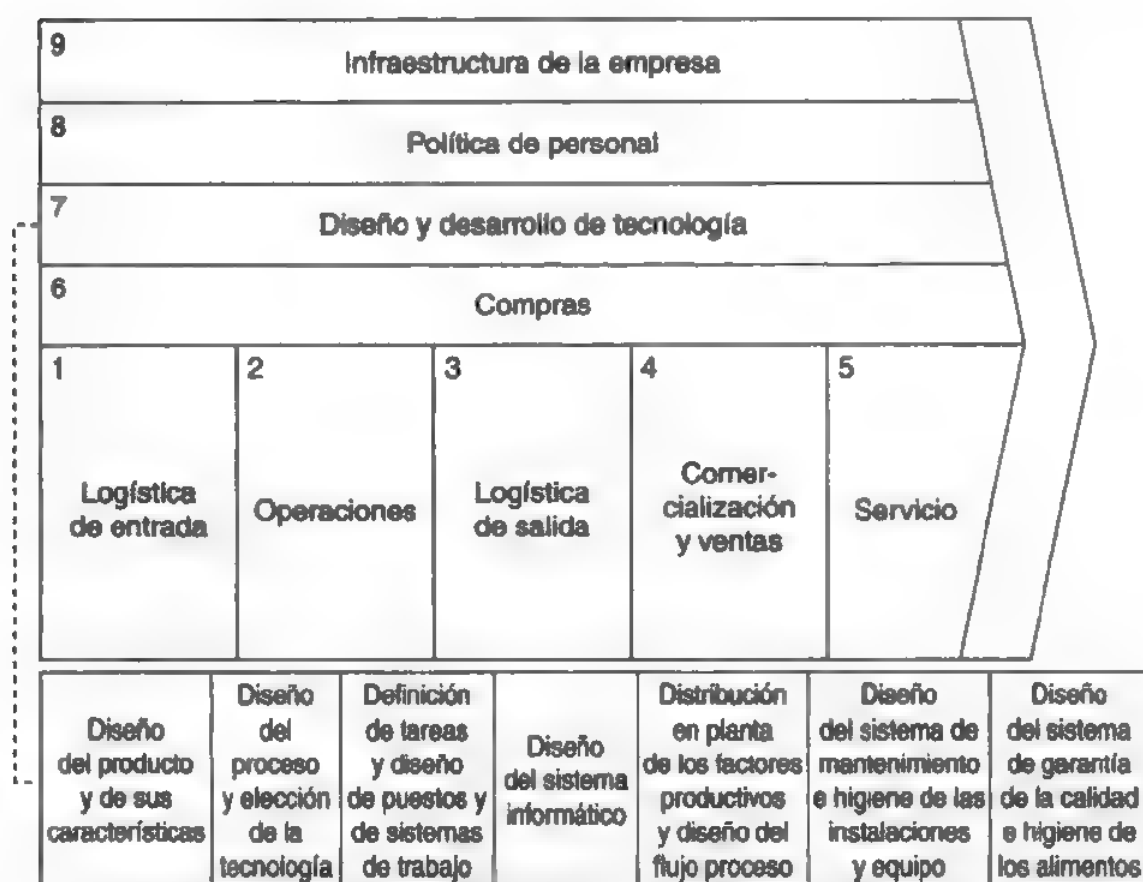 9
Infraestructura de la empresa
8
Política de personal
7
Diseño y desarrollo de tecnología
6
Compras
1
Logística
de entrada
2
Operaciones
3
Logística
de salida
4
Comer-
cialización
y ventas
5
Servicio
Diseño
del producto
y de sus
características
Diseño
del
proceso
y elección
de la
tecnología
Definición
de tareas
y diseño
de puestos y
de sistemas
de trabajo
Diseño
del sistema
informático
Distribución
en planta
de los factores
productivos
y diseño del
flujo proceso
Diseño
del sistema de
mantenimiento
e higiene de las
instalaciones
y equipo
Diseño
del sistema
de garantía
de la calidad
e higiene de
los alimentos